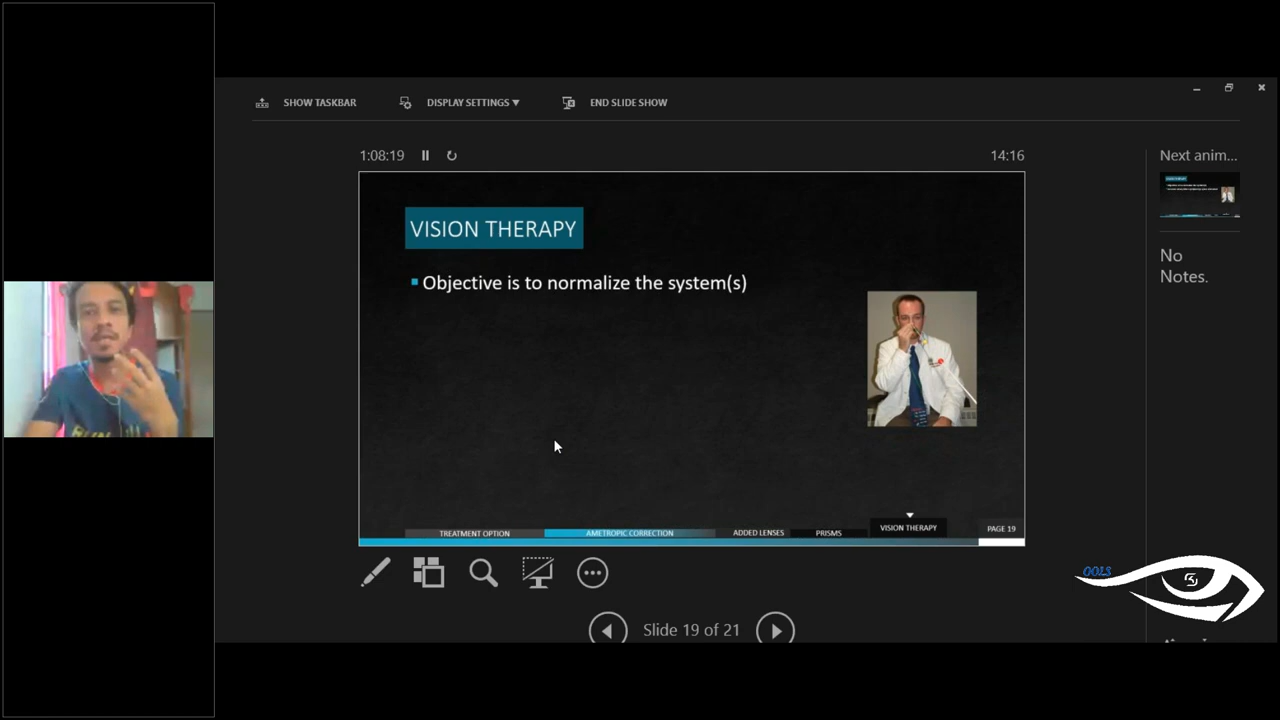 SHOW TASKBAR
DISPLAY SETTINGS ▼
END SLIDE SHOW
1:08:19
14:16
Next anim...
VISION THERAPY
Objective is to normalize the system(s)
No
Notes.
TREATMENT OPTION
AMETROPIC CORRECTION
ADDED LENSES
PRISMS
VISION THERAPY
PAGE 19
OOLS
Slide 19 of 21